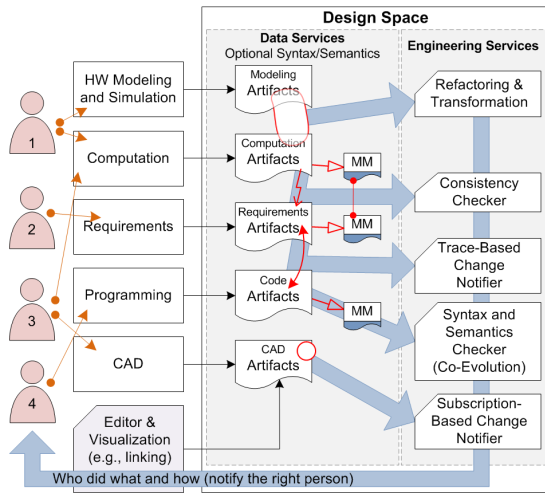 Design Space
Data Services
Optional Syntax/Semantics
Engineering Services
1
2
3
4
HW Modeling
and Simulation
Computation
Requirements
Programming
CAD
Editor &
Visualization
(e.g., linking)
Modeling
Artifacts
Computation
Artifacts
MM
Requirements
Artifacts
MM
Code
Artifacts
MM
CAD
Artifacts
Refactoring &
Transformation
Consistency
Checker
Trace-Based
Change
Notifier
Syntax and
Semantics
Checker
(Co-Evolution)
Subscription-
Based Change
Notifier
Who did what and how (notify the right person)